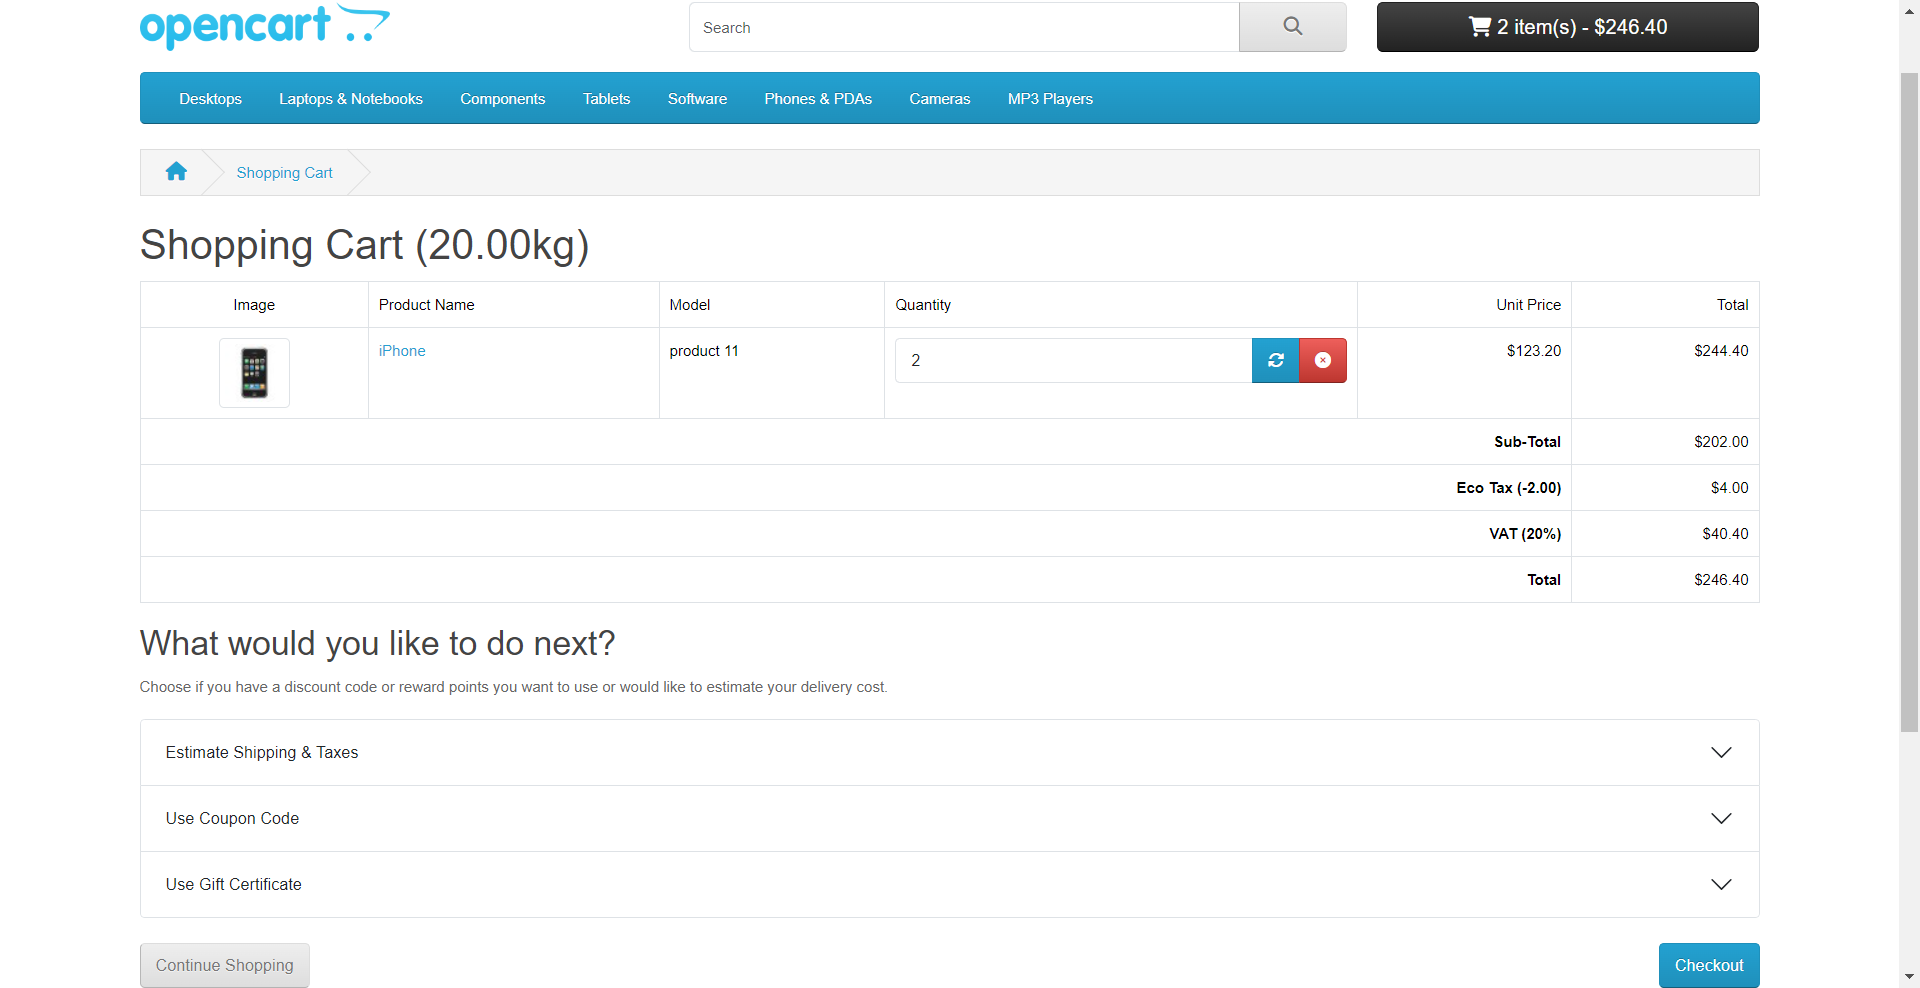 opencart
Search
2 item(s) - $246.40
Desktops Laptops & Notebooks Components Tablets Software Phones & PDAs Cameras MP3 Players
Shopping Cart
Shopping Cart (20.00kg)
Image Product Name Model Quantity Unit Price Total
iPhone product 11 2 $123.20 $244.40
Sub-Total $202.00
Eco Tax (-2.00) $4.00
VAT (20%) $40.40
Total $246.40
What would you like to do next?
Choose if you have a discount code or reward points you want to use or would like to estimate your delivery cost.
Estimate Shipping & Taxes
Use Coupon Code
Use Gift Certificate
Continue Shopping Checkout